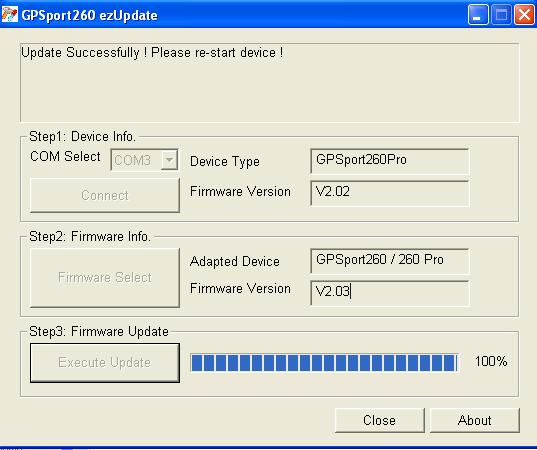 GPSport260 ezUpdate
Update Successfully ! Please re-start device !
Step1: Device Info.
COM Select COM3 Device Type GPSport260Pro
Connect Firmware Version V2.02
Step2: Firmware Info.
Firmware Select Adapted Device GPSport260 / 260 Pro
Firmware Version V2.03
Step3: Firmware Update
Execute Update 100%
Close About